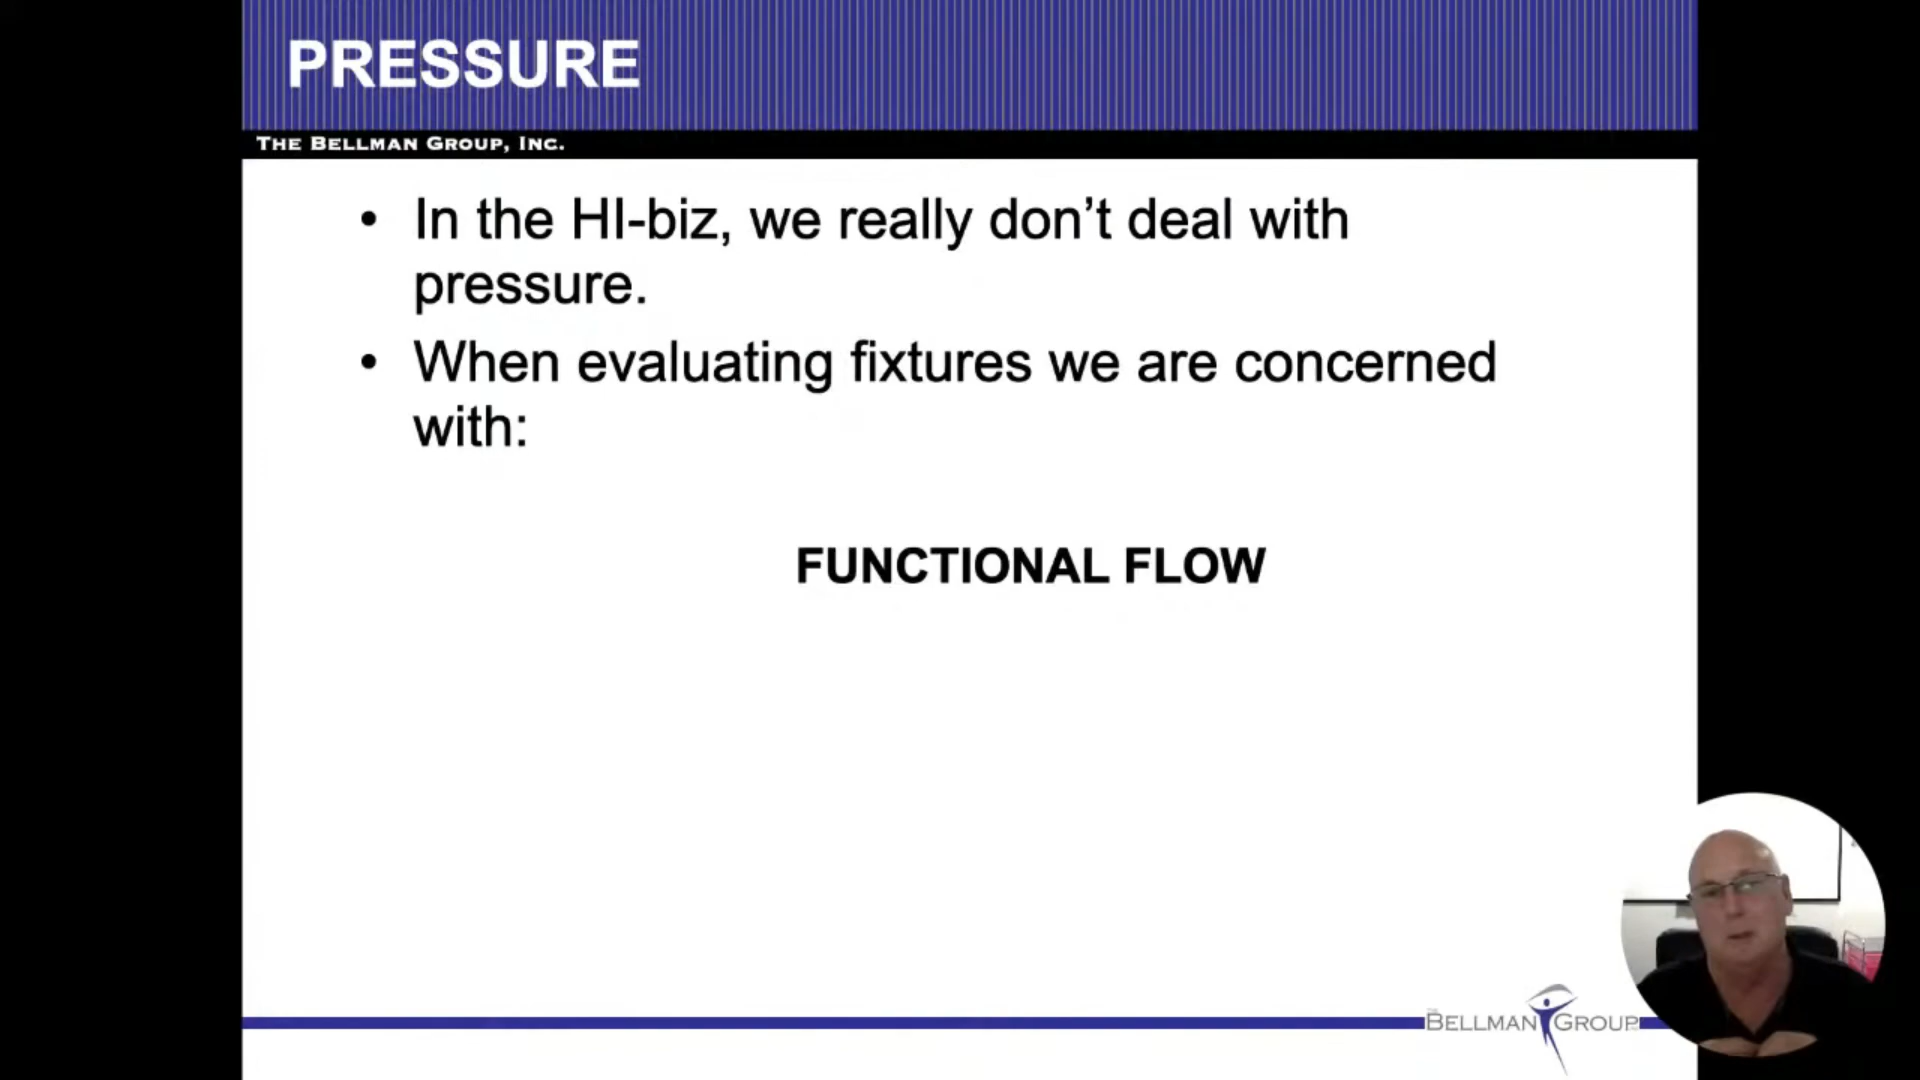 PRESSURE
THE BELLMAN GROUP, INC.
• In the HI-biz, we really don’t deal with
pressure.
• When evaluating fixtures we are concerned
with:
FUNCTIONAL FLOW
THE BELLMAN GROUP